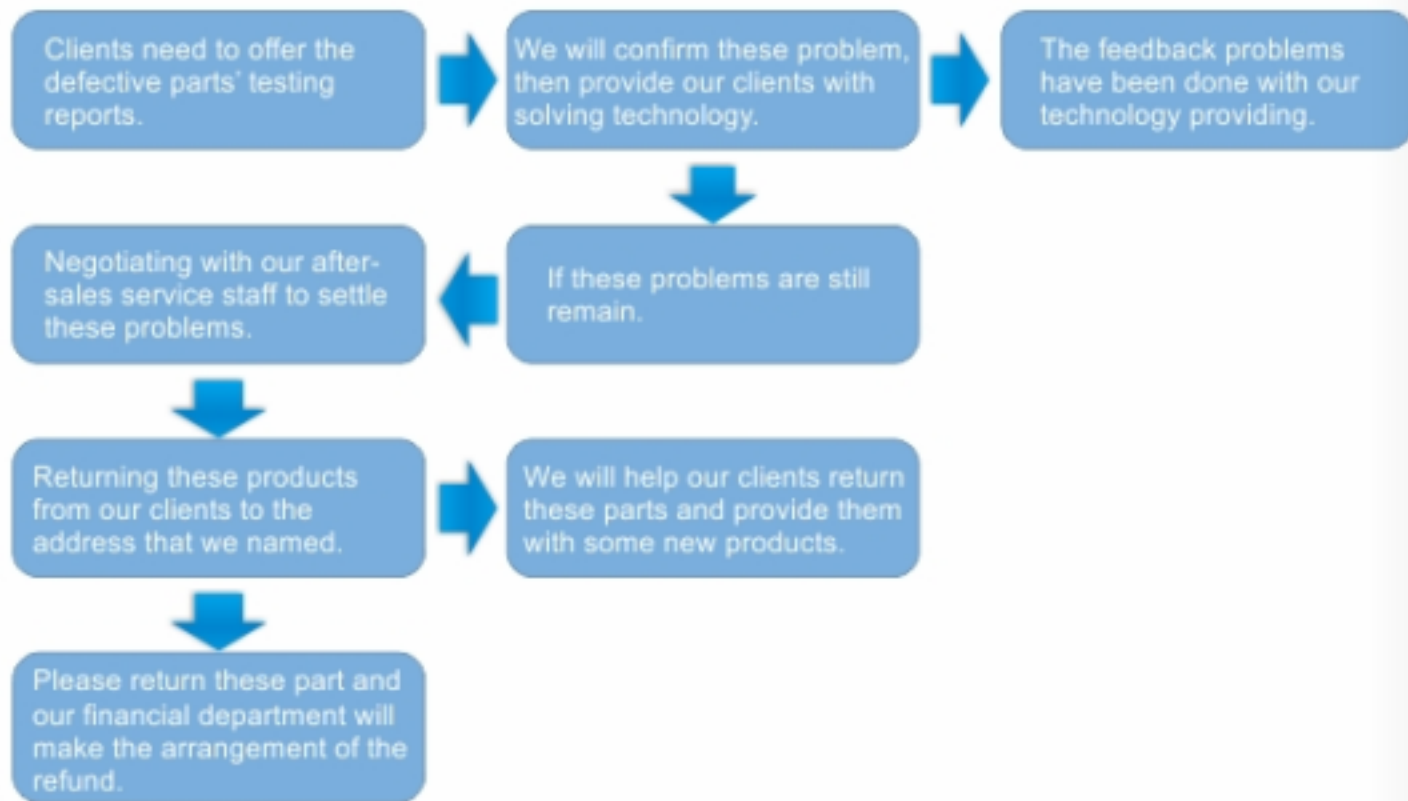 Clients need to offer the
defective parts' testing
reports.
We will confirm these problem,
then provide our clients with
solving technology.
The feedback problems
have been done with our
technology providing.
If these problems are still
remain.
Negotiating with our after-
sales service staff to settle
these problems.
Returning these products
from our clients to the
address that we named.
We will help our clients return
these parts and provide them
with some new products.
Please return these part and
our financial department will
make the arrangement of the
refund.